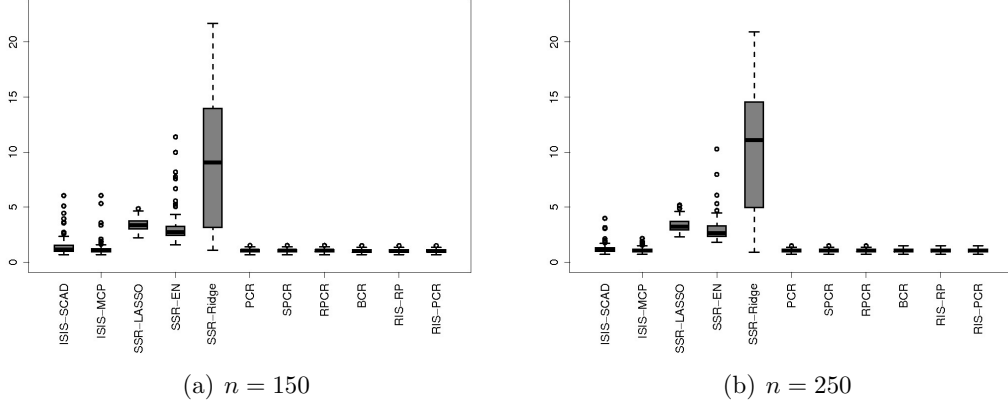 20
15
10
5
0
ISIS−SCAD
ISIS−MCP
SSR−LASSO
SSR−EN
SSR−Ridge
PCR
SPCR
RPCR
BCR
RIS−RP
RIS−PCR
(a) n = 150
20
15
10
5
0
ISIS−SCAD
ISIS−MCP
SSR−LASSO
SSR−EN
SSR−Ridge
PCR
SPCR
RPCR
BCR
RIS−RP
RIS−PCR
(b) n = 250